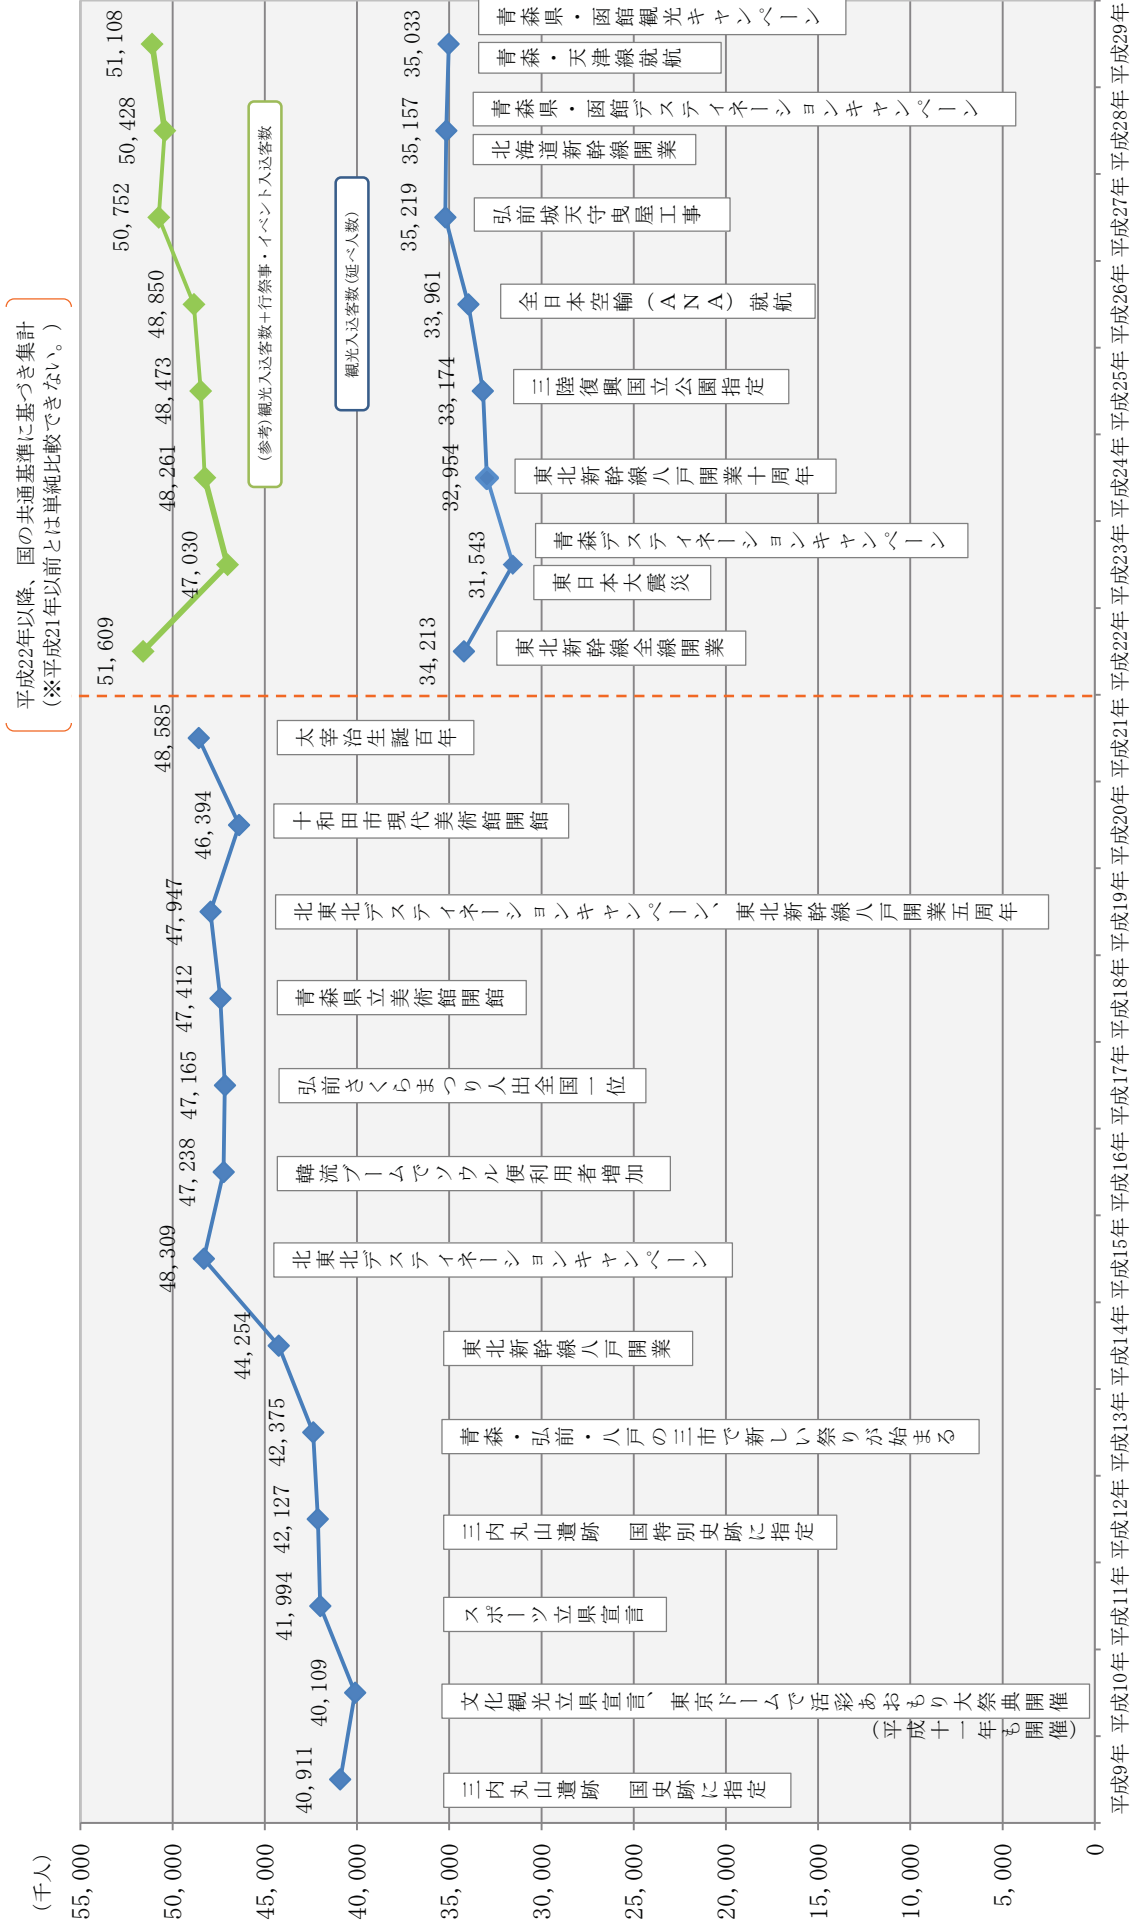 平成22年以降、国の共通基準に基づき集計
(※平成21年以前とは単純比較できない。)
(千人)
55,000
50,000
45,000
40,000
35,000
30,000
25,000
20,000
15,000
10,000
5,000
0
40,911
40,109
41,994
42,127
42,375
44,254
48,309
47,238
47,165
47,412
47,947
46,394
48,585
51,609
47,030
48,261
48,473
48,850
50,752
50,428
51,108
(参考)観光入込客数+行祭事・イベント入込客数
観光入込客数(延べ人数)
34,213
31,543
32,954
33,174
33,961
35,219
35,157
35,033
三内丸山遺跡 国史跡に指定
文化観光立県宣言、東京ドームで活彩あおもり大祭典開催
(平成十一年も開催)
スポーツ立県宣言
三内丸山遺跡 国特別史跡に指定
青森・弘前・八戸の三市で新しい祭りが始まる
東北新幹線八戸開業
北東北デスティネーションキャンペーン
韓流ブームでソウル便利用者増加
弘前さくらまつり人出全国一位
青森県立美術館開館
北東北デスティネーションキャンペーン、東北新幹線八戸開業五周年
十和田市現代美術館開館
太宰治生誕百年
東北新幹線全線開業
東日本大震災
青森デスティネーションキャンペーン
東北新幹線八戸開業十周年
三陸復興国立公園指定
全日本空輸(ANA)就航
弘前城天守曳屋工事
北海道新幹線開業
青森県・函館デスティネーションキャンペーン
青森・天津線就航
青森県・函館観光キャンペーン
平成9年
平成10年
平成11年
平成12年
平成13年
平成14年
平成15年
平成16年
平成17年
平成18年
平成19年
平成20年
平成21年
平成22年
平成23年
平成24年
平成25年
平成26年
平成27年
平成28年
平成29年